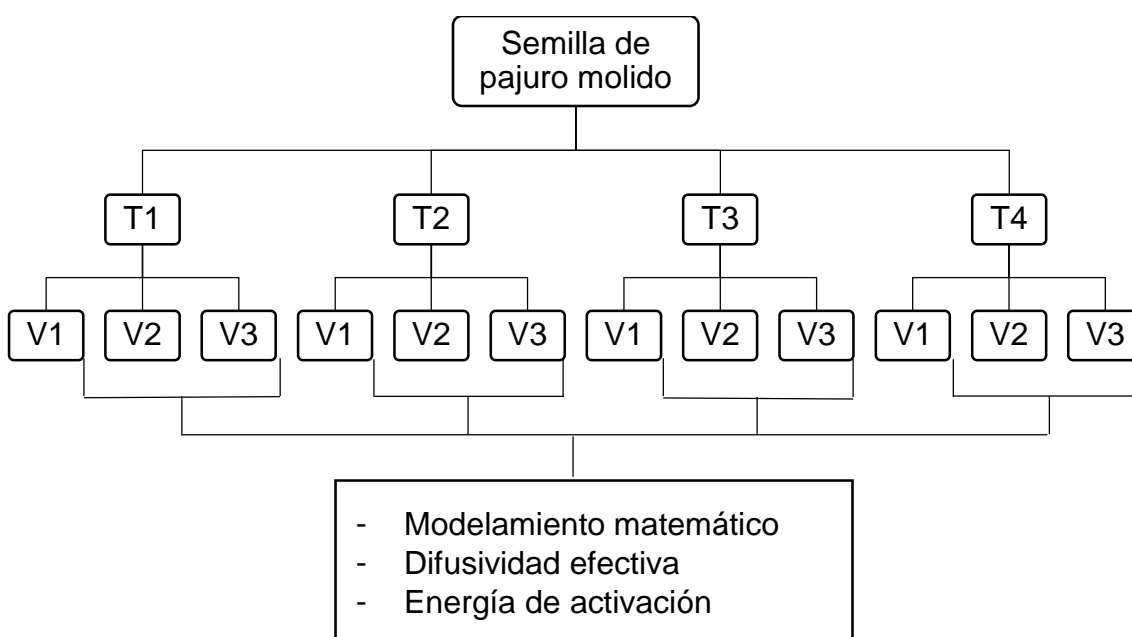 Semilla de
pajuro molido
T1 T2 T3 T4
V1 V2 V3 V1 V2 V3 V1 V2 V3 V1 V2 V3
- Modelamiento matemático
- Difusividad efectiva
- Energía de activación